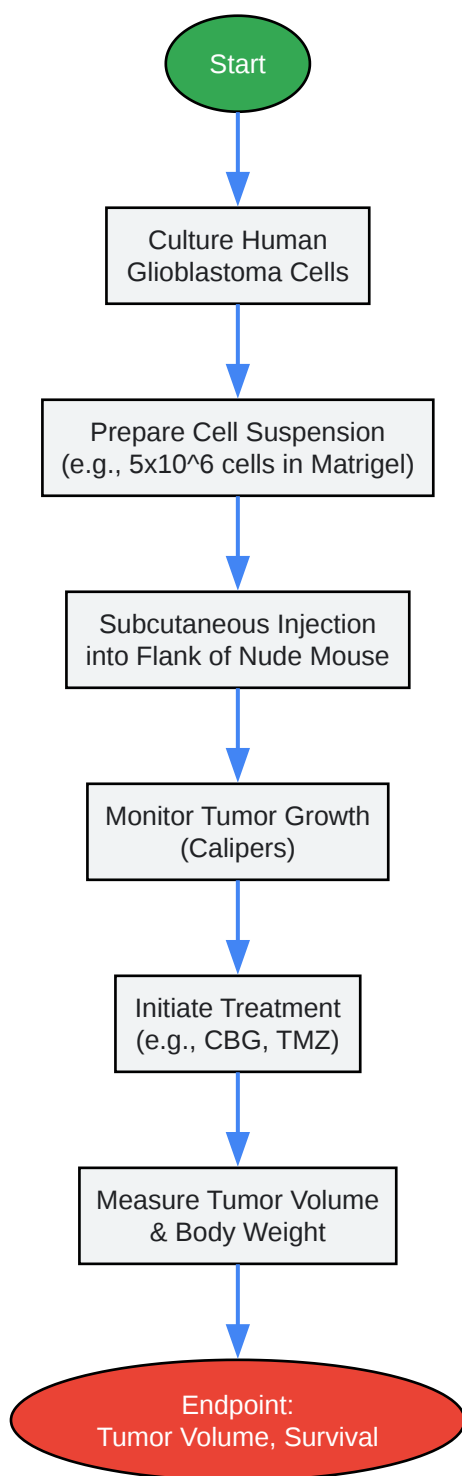 Start
Culture Human
Glioblastoma Cells
Prepare Cell Suspension
(e.g., 5x10^6 cells in Matrigel)
Subcutaneous Injection
into Flank of Nude Mouse
Monitor Tumor Growth
(Calipers)
Initiate Treatment
(e.g., CBG, TMZ)
Measure Tumor Volume
& Body Weight
Endpoint:
Tumor Volume, Survival